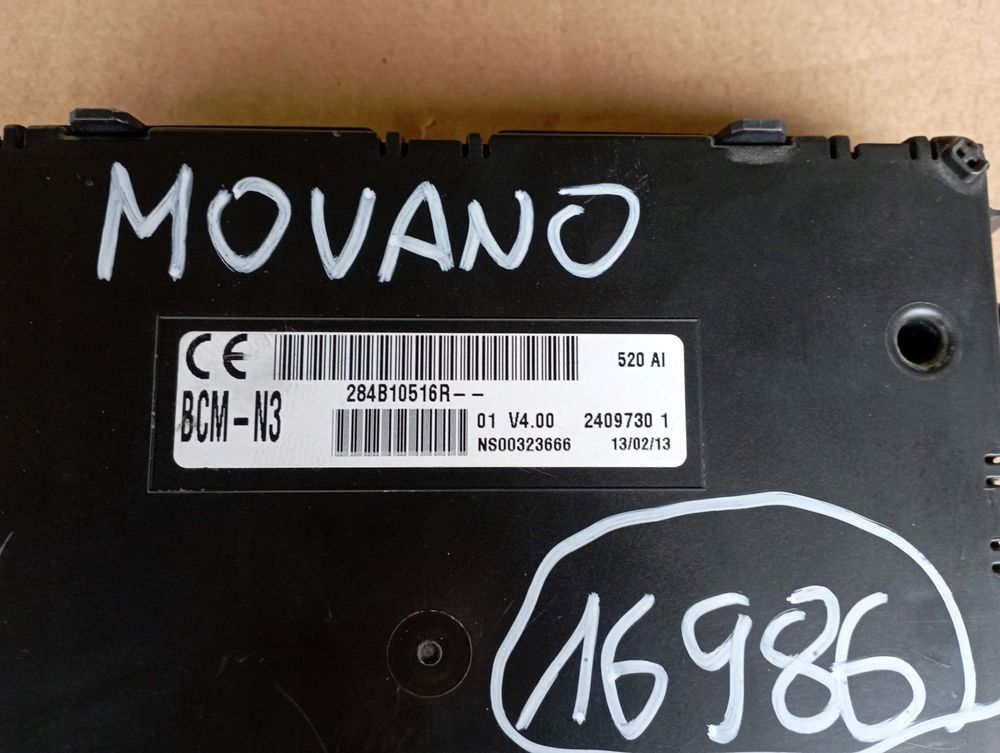 MOVANO
CE 520 AI
284B10516R--
BCM-N3 01 V4.00 2409730 1
NS00323666 13/02/13
16986